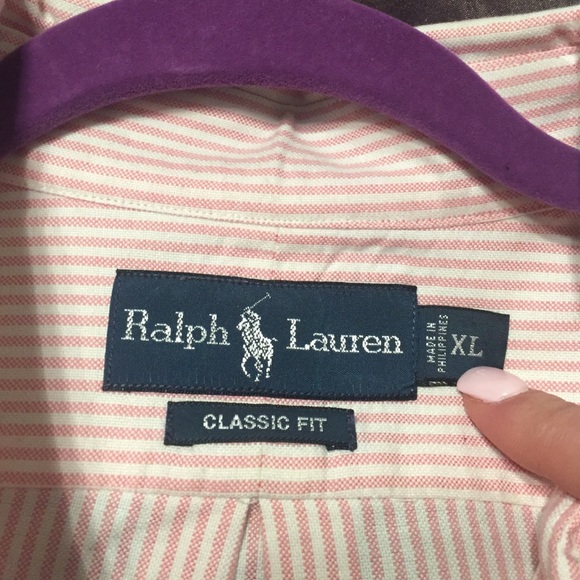 Ralph Lauren
MADE IN
PHILIPPINES
XL
CLASSIC FIT